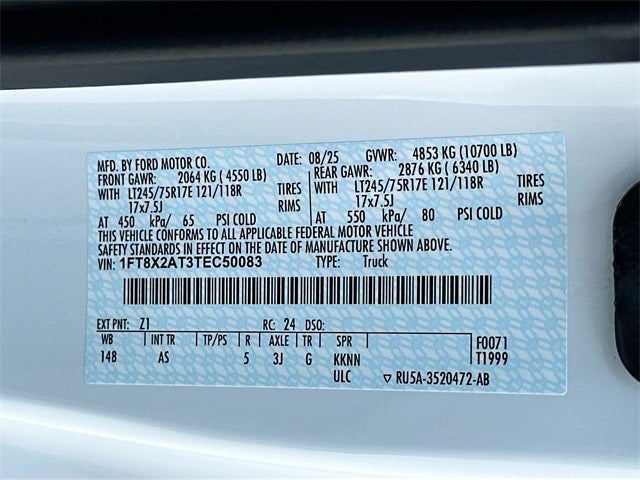 MFD. BY FORD MOTOR CO. DATE: 08/25 GVWR: 4853 KG (10700 LB)
FRONT GAWR: 2064 KG ( 4550 LB) REAR GAWR: 2876 KG ( 6340 LB)
WITH LT245/75R17E 121/118R TIRES WITH LT245/75R17E 121/118R TIRES
17x7.5J RIMS 17x7.5J RIMS
AT 450 kPa/ 65 PSI COLD AT 550 kPa/ 80 PSI COLD
THIS VEHICLE CONFORMS TO ALL APPLICABLE FEDERAL MOTOR VEHICLE
SAFETY STANDARDS IN EFFECT ON THE DATE OF MANUFACTURE SHOWN ABOVE.
VIN: 1FT8X2AT3TEC50083 TYPE: Truck
EXT PNT: Z1 RC: 24 DSO:
WB INT TR TP/PS R AXLE TR SPR F0071
148 AS 5 3J G KKNN T1999
ULC ▽ RU5A-3520472-AB